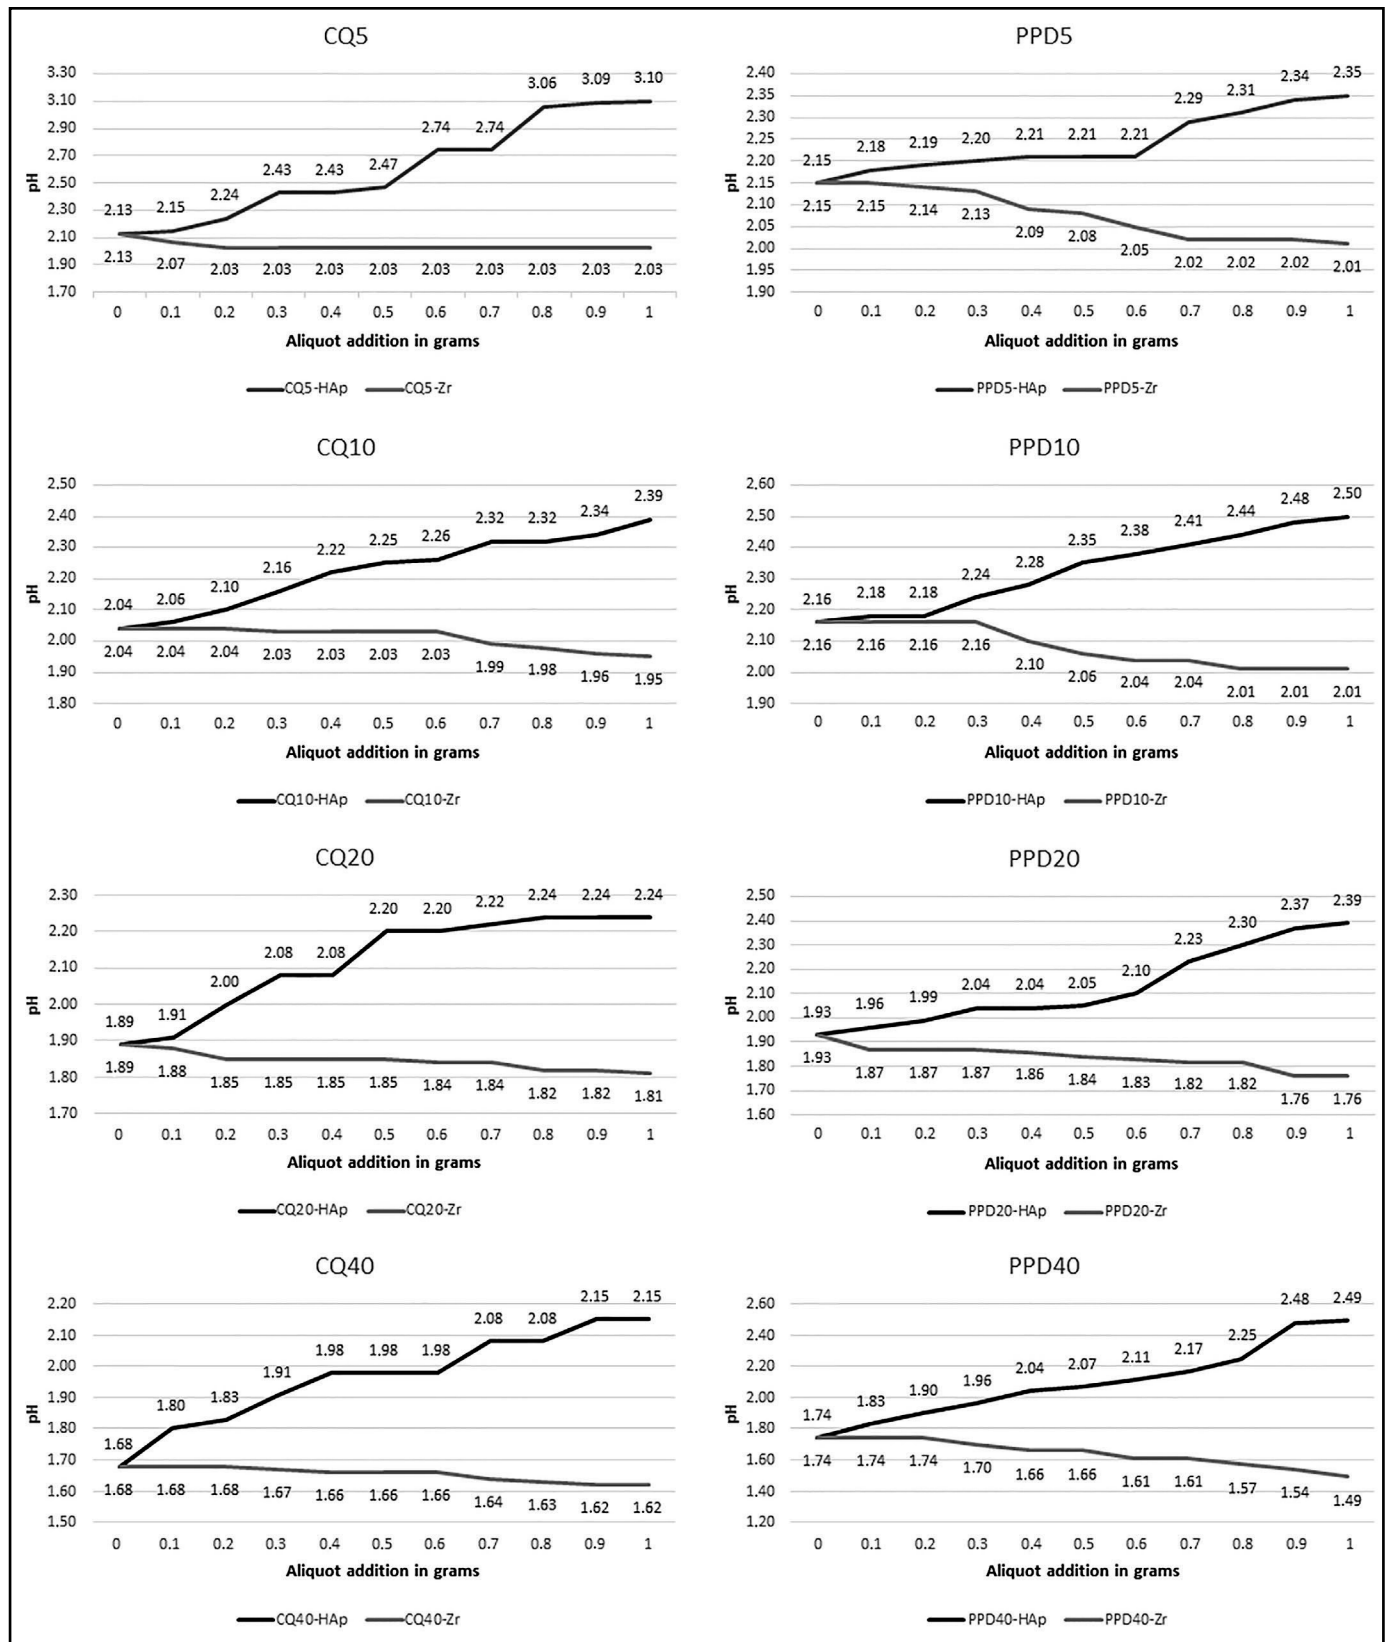 CQ5
3.30
3.10
2.90
2.70
2.50
2.30
2.10
1.90
1.70
pH
2.13 2.15 2.24 2.43 2.43 2.47 2.74 2.74 3.06 3.09 3.10
2.13 2.07 2.03 2.03 2.03 2.03 2.03 2.03 2.03 2.03 2.03
0 0.1 0.2 0.3 0.4 0.5 0.6 0.7 0.8 0.9 1
Aliquot addition in grams
CQ5-HAp CQ5-Zr
PPD5
2.40
2.35
2.30
2.25
2.20
2.15
2.10
2.05
2.00
1.95
1.90
pH
2.15 2.18 2.19 2.20 2.21 2.21 2.21 2.29 2.31 2.34 2.35
2.15 2.15 2.14 2.13 2.09 2.08 2.05 2.02 2.02 2.02 2.01
0 0.1 0.2 0.3 0.4 0.5 0.6 0.7 0.8 0.9 1
Aliquot addition in grams
PPD5-HAp PPD5-Zr
CQ10
2.50
2.40
2.30
2.20
2.10
2.00
1.90
1.80
pH
2.04 2.06 2.10 2.16 2.22 2.25 2.26 2.32 2.32 2.34 2.39
2.04 2.04 2.04 2.03 2.03 2.03 2.03 1.99 1.98 1.96 1.95
0 0.1 0.2 0.3 0.4 0.5 0.6 0.7 0.8 0.9 1
Aliquot addition in grams
CQ10-HAp CQ10-Zr
PPD10
2,60
2.50
2.40
2.30
2.20
2.10
2.00
1.90
pH
2.16 2.18 2.18 2.24 2.28 2.35 2.38 2.41 2.44 2.48 2.50
2.16 2.16 2.16 2.16 2.10 2.06 2.04 2.04 2.01 2.01 2.01
0 0.1 0.2 0.3 0.4 0.5 0.6 0.7 0.8 0.9 1
Aliquot addition in grams
PPD10-HAp PPD10-Zr
CQ20
2.30
2.20
2.10
2.00
1.90
1.80
1.70
pH
1.89 1.91 2.00 2.08 2.08 2.20 2.20 2.22 2.24 2.24 2.24
1.89 1.88 1.85 1.85 1.85 1.85 1.84 1.84 1.82 1.82 1.81
0 0.1 0.2 0.3 0.4 0.5 0.6 0.7 0.8 0.9 1
Aliquot addition in grams
CQ20-HAp CQ20-Zr
PPD20
2.50
2.40
2.30
2.20
2.10
2.00
1.90
1.80
1.70
1.60
pH
1.93 1.96 1.99 2.04 2.04 2.05 2.10 2.23 2.30 2.37 2.39
1.93 1.87 1.87 1.87 1.86 1.84 1.83 1.82 1.82 1.76 1.76
0 0.1 0.2 0.3 0.4 0.5 0.6 0.7 0.8 0.9 1
Aliquot addition in grams
PPD20-HAp PPD20-Zr
CQ40
2.20
2.10
2.00
1.90
1.80
1.70
1.60
1.50
pH
1.68 1.80 1.83 1.91 1.98 1.98 1.98 2.08 2.08 2.15 2.15
1.68 1.68 1.68 1.67 1.66 1.66 1.66 1.64 1.63 1.62 1.62
0 0.1 0.2 0.3 0.4 0.5 0.6 0.7 0.8 0.9 1
Aliquot addition in grams
CQ40-HAp CQ40-Zr
PPD40
2.60
2.40
2.20
2.00
1.80
1.60
1.40
1.20
pH
1.74 1.83 1.90 1.96 2.04 2.07 2.11 2.17 2.25 2.48 2.49
1.74 1.74 1.74 1.70 1.66 1.66 1.61 1.61 1.57 1.54 1.49
0 0.1 0.2 0.3 0.4 0.5 0.6 0.7 0.8 0.9 1
Aliquot addition in grams
PPD40-HAp PPD40-Zr